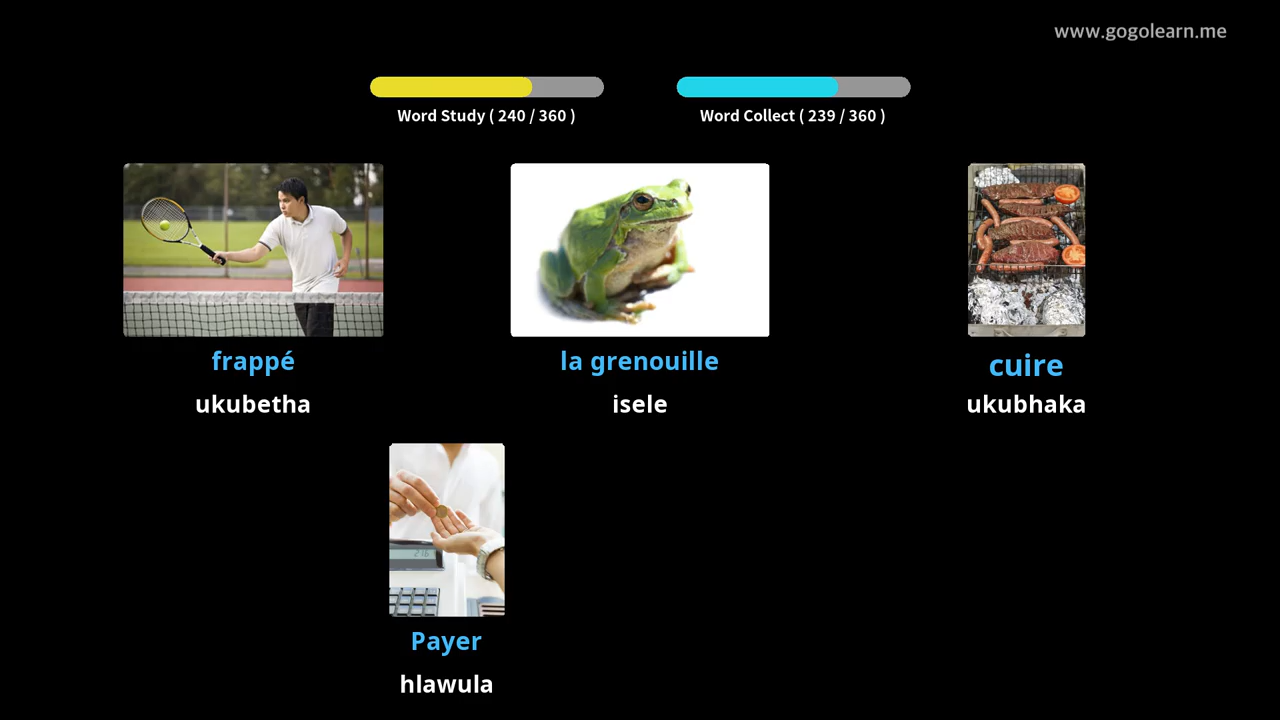 www.gogolearn.me
Word Study ( 240 / 360 )
Word Collect ( 239 / 360 )
frappé
ukubetha
la grenouille
isele
cuire
ukubhaka
Payer
hlawula